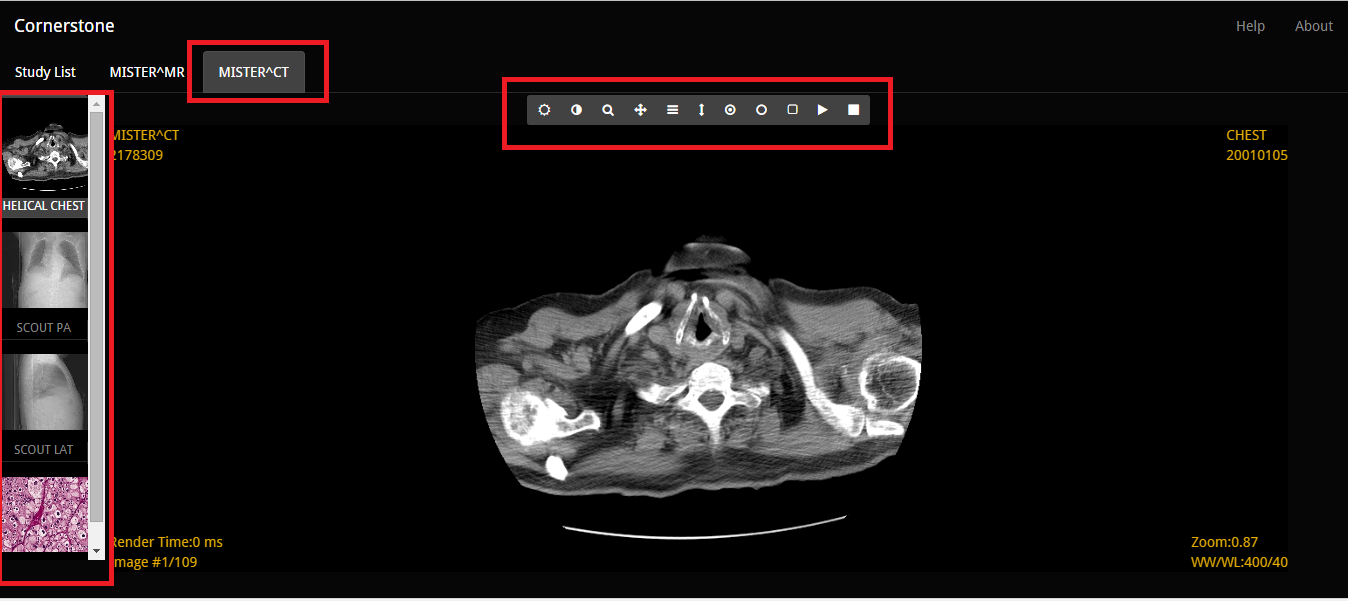 Cornerstone
Help
About
Study List
MISTER^MR
MISTER^CT
MISTER^CT
2178309
CHEST
20010105
HELICAL CHEST
SCOUT PA
SCOUT LAT
Render Time:0 ms
Image #1/109
Zoom:0.87
WW/WL:400/40